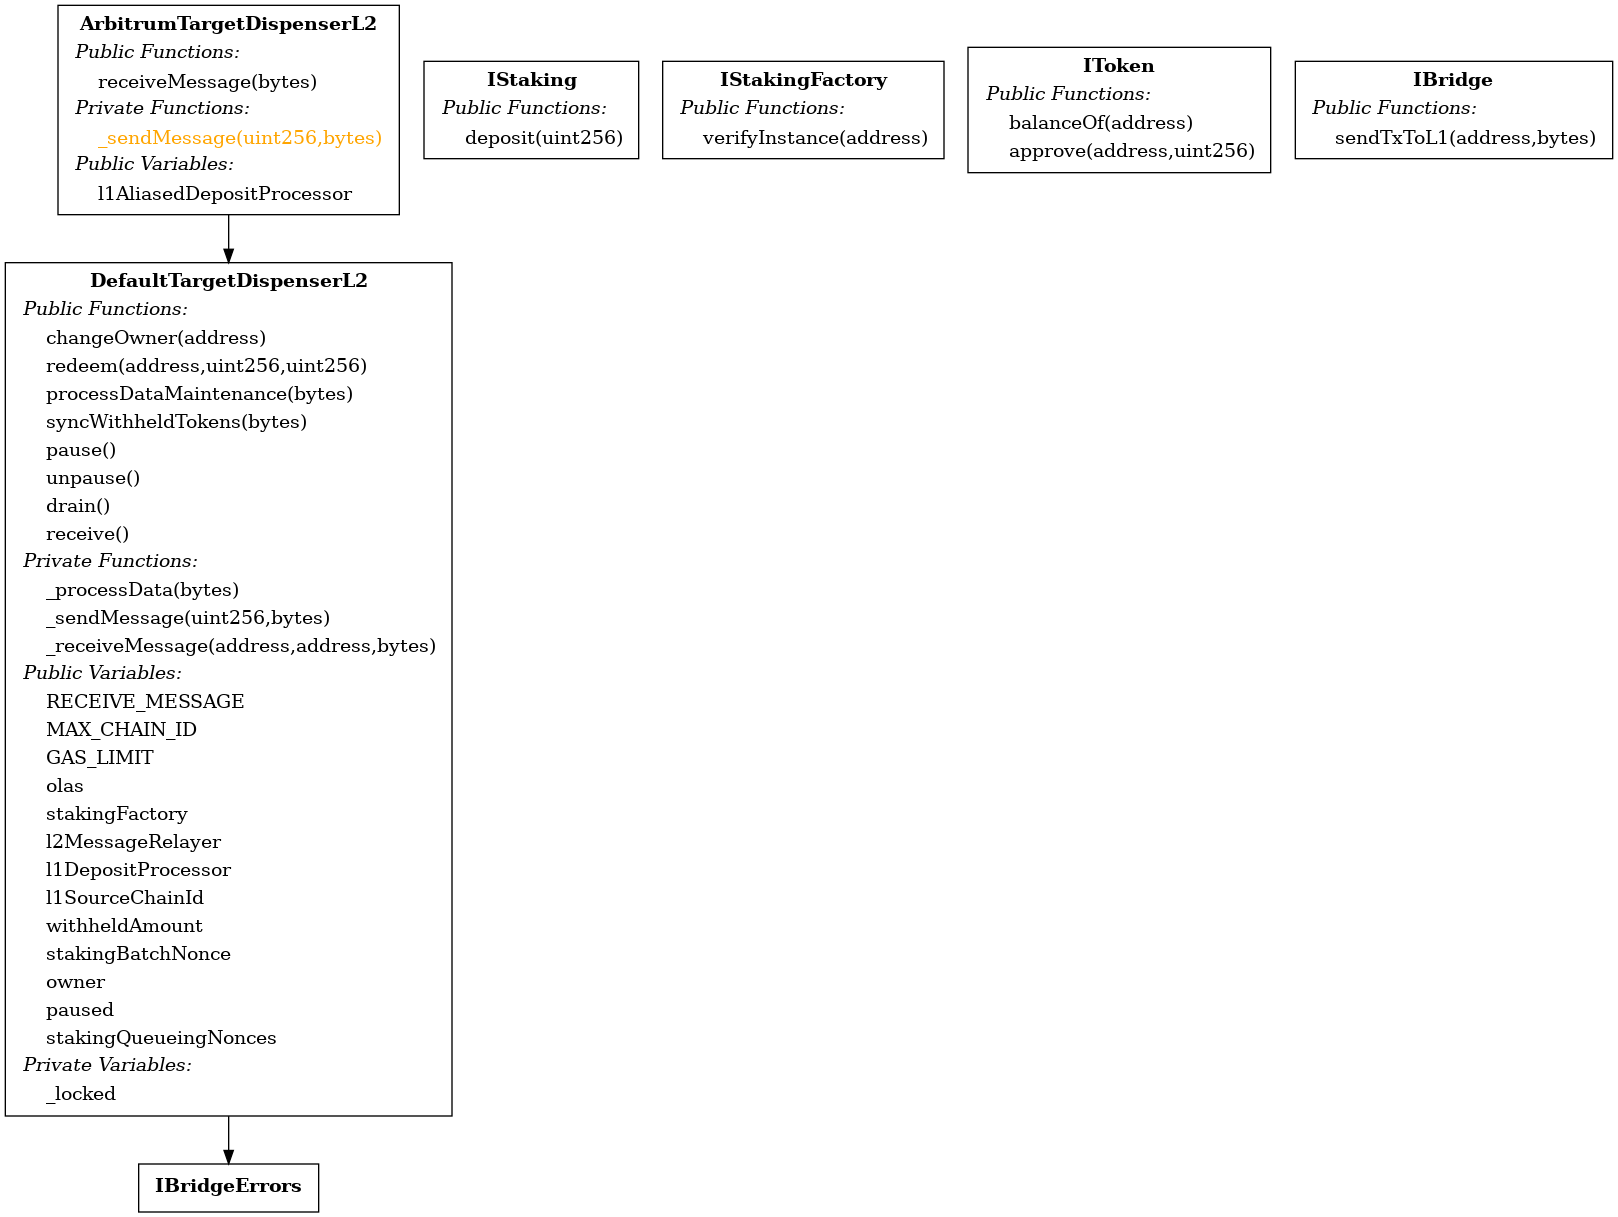 ArbitrumTargetDispenserL2
Public Functions:
receiveMessage(bytes)
Private Functions:
_sendMessage(uint256,bytes)
Public Variables:
l1AliasedDepositProcessor
IStaking
Public Functions:
deposit(uint256)
IStakingFactory
Public Functions:
verifyInstance(address)
IToken
Public Functions:
balanceOf(address)
approve(address,uint256)
IBridge
Public Functions:
sendTxToL1(address,bytes)
DefaultTargetDispenserL2
Public Functions:
changeOwner(address)
redeem(address,uint256,uint256)
processDataMaintenance(bytes)
syncWithheldTokens(bytes)
pause()
unpause()
drain()
receive()
Private Functions:
_processData(bytes)
_sendMessage(uint256,bytes)
_receiveMessage(address,address,bytes)
Public Variables:
RECEIVE_MESSAGE
MAX_CHAIN_ID
GAS_LIMIT
olas
stakingFactory
l2MessageRelayer
l1DepositProcessor
l1SourceChainId
withheldAmount
stakingBatchNonce
owner
paused
stakingQueueingNonces
Private Variables:
_locked
IBridgeErrors